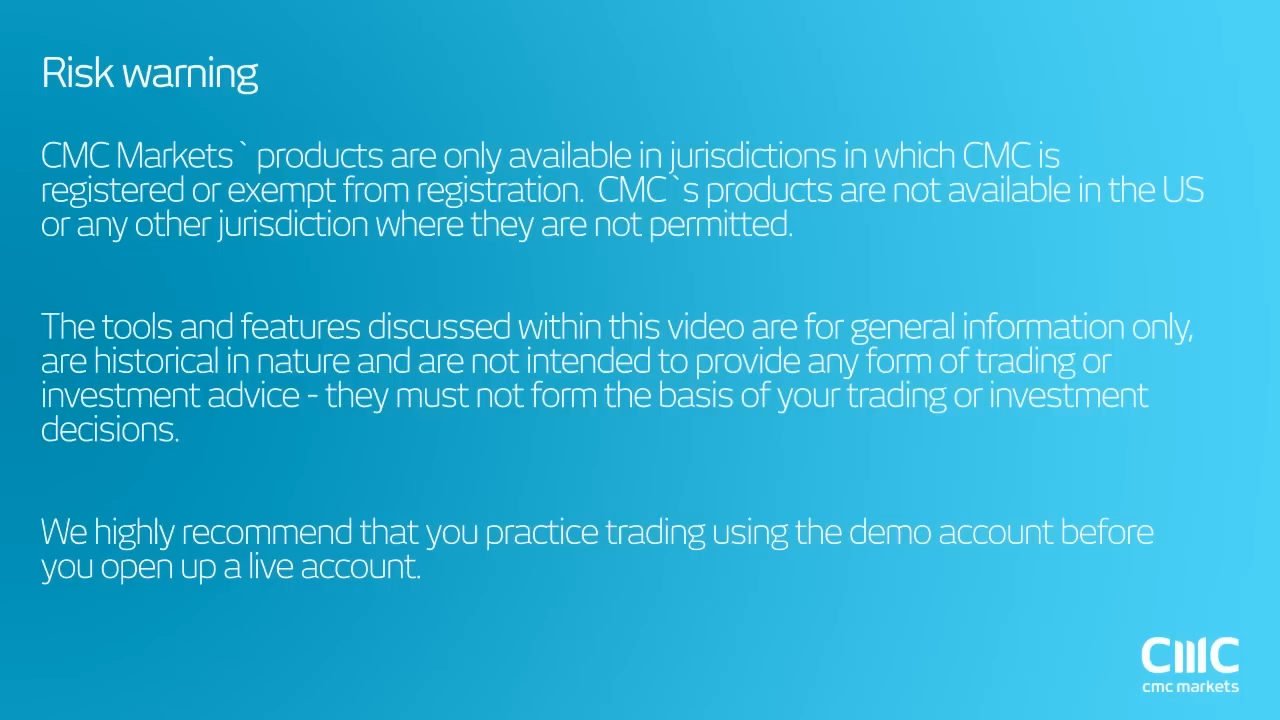 Risk warning
CMC Markets` products are only available in jurisdictions in which CMC is
registered or exempt from registration.  CMC`s products are not available in the US
or any other jurisdiction where they are not permitted.
The tools and features discussed within this video are for general information only,
are historical in nature and are not intended to provide any form of trading or
investment advice - they must not form the basis of your trading or investment
decisions.
We highly recommend that you practice trading using the demo account before
you open up a live account.
CMC
cmc markets